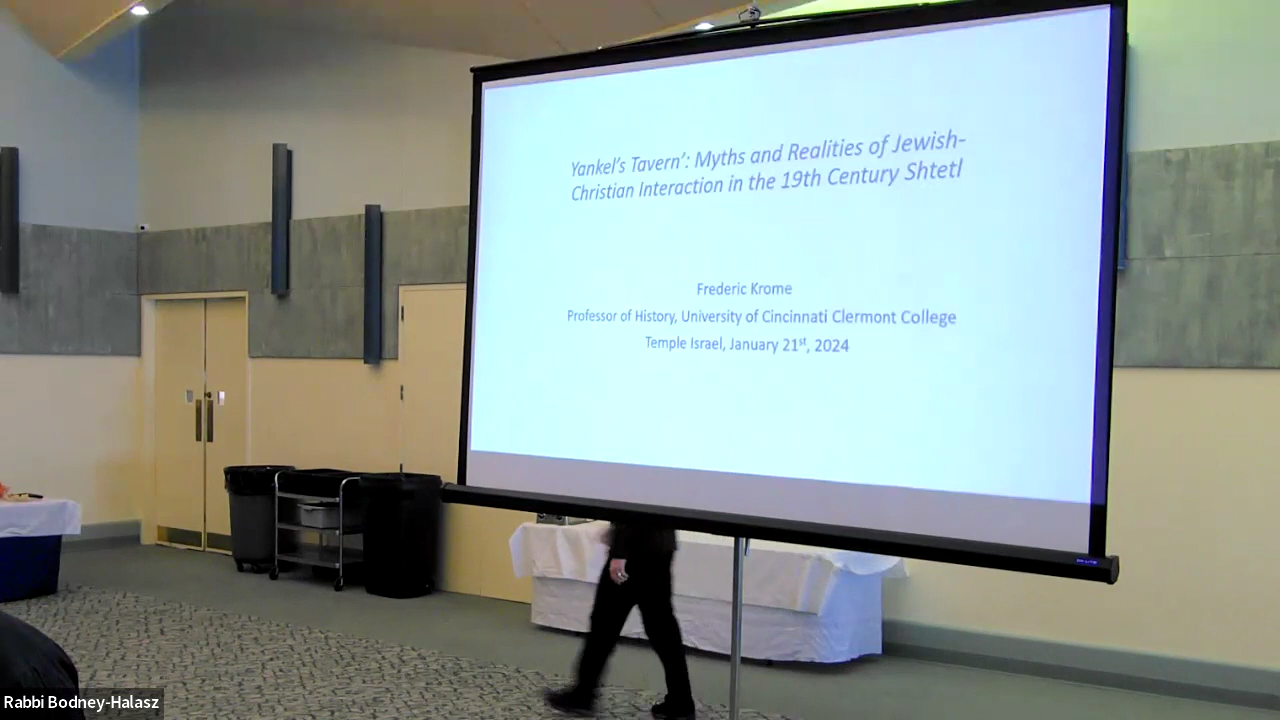 Yankel's Tavern': Myths and Realities of Jewish-
Christian Interaction in the 19th Century Shtetl
Frederic Krome
Professor of History, University of Cincinnati Clermont College
Temple Israel, January 21st, 2024
Rabbi Bodney-Halasz